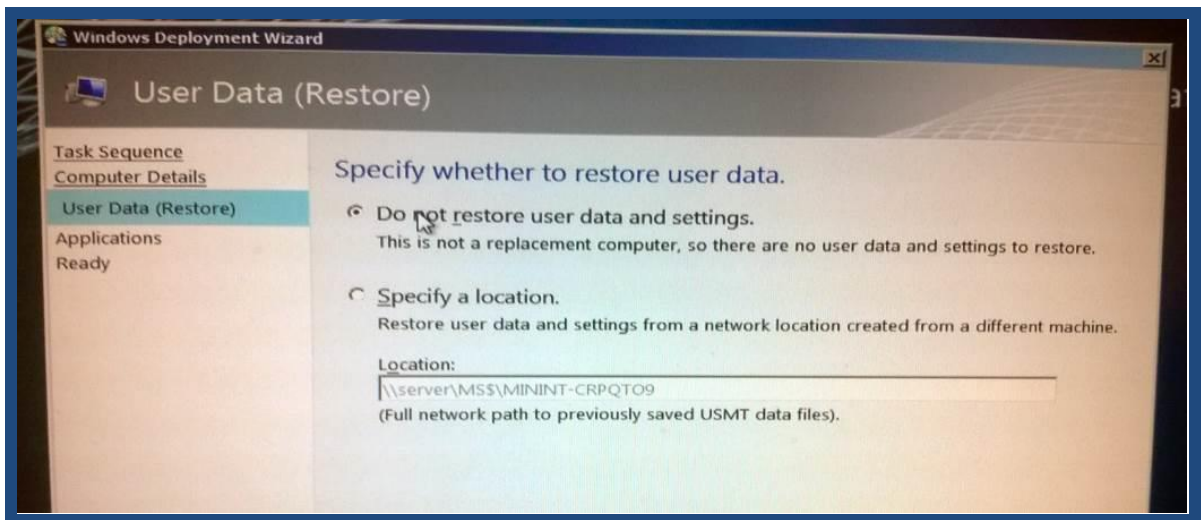 Windows Deployment Wizard
User Data (Restore)
Task Sequence
Computer Details
User Data (Restore)
Applications
Ready
Specify whether to restore user data.
Do not restore user data and settings.
This is not a replacement computer, so there are no user data and settings to restore.
Specify a location.
Restore user data and settings from a network location created from a different machine.
Location:
\\server\MS$\MININT-CRPQTO9
(Full network path to previously saved USMT data files).